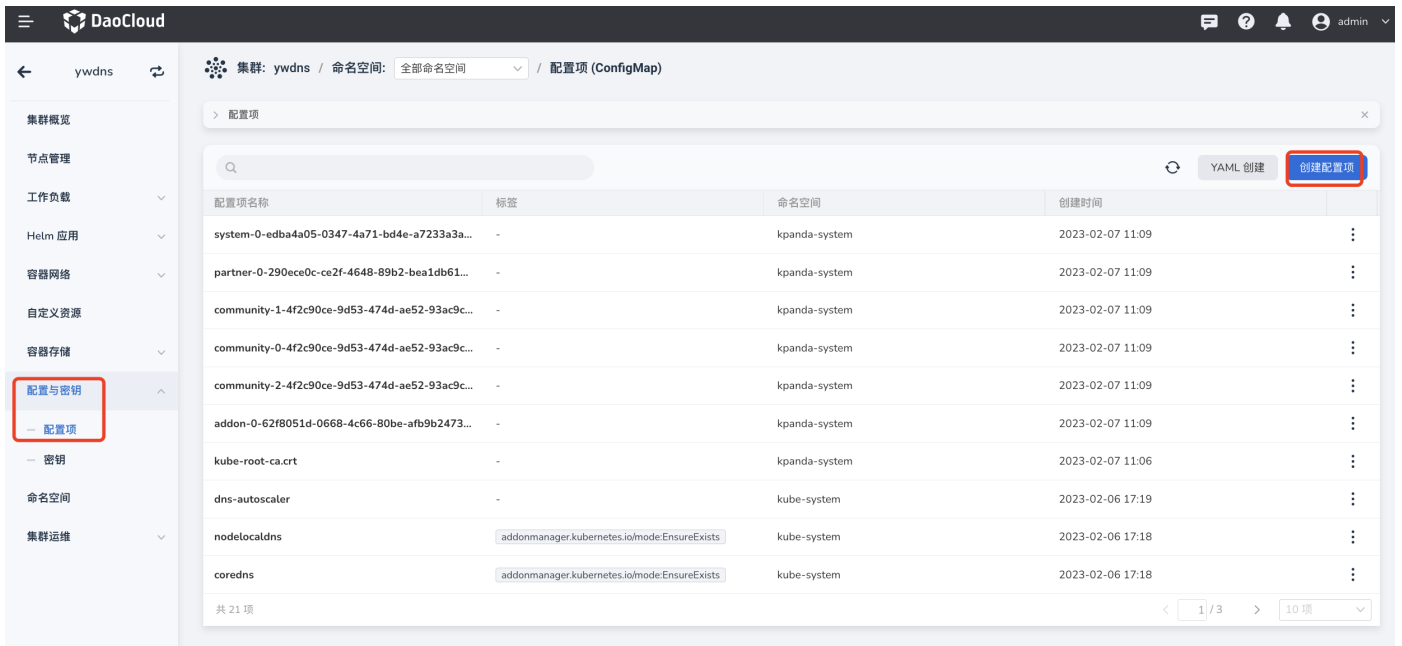 DaoCloud
admin
ywdns
集群: ywdns / 命名空间: 全部命名空间 / 配置项 (ConfigMap)
集群概览
节点管理
工作负载
Helm 应用
容器网络
自定义资源
容器存储
配置与密钥
配置项
密钥
命名空间
集群运维
配置项
YAML 创建
创建配置项
配置项名称 标签 命名空间 创建时间
system-0-edba4a05-0347-4a71-bd4e-a7233a3a... - kpanda-system 2023-02-07 11:09
partner-0-290ece0c-ce2f-4648-89b2-bea1db61... - kpanda-system 2023-02-07 11:09
community-1-4f2c90ce-9d53-474d-ae52-93ac9c... - kpanda-system 2023-02-07 11:09
community-0-4f2c90ce-9d53-474d-ae52-93ac9c... - kpanda-system 2023-02-07 11:09
community-2-4f2c90ce-9d53-474d-ae52-93ac9c... - kpanda-system 2023-02-07 11:09
addon-0-62f8051d-0668-4c66-80be-afb9b2473... - kpanda-system 2023-02-07 11:09
kube-root-ca.crt - kpanda-system 2023-02-07 11:06
dns-autoscaler - kube-system 2023-02-06 17:19
nodelocaldns addonmanager.kubernetes.io/mode:EnsureExists kube-system 2023-02-06 17:18
coredns addonmanager.kubernetes.io/mode:EnsureExists kube-system 2023-02-06 17:18
共 21 项
1 / 3
10 项